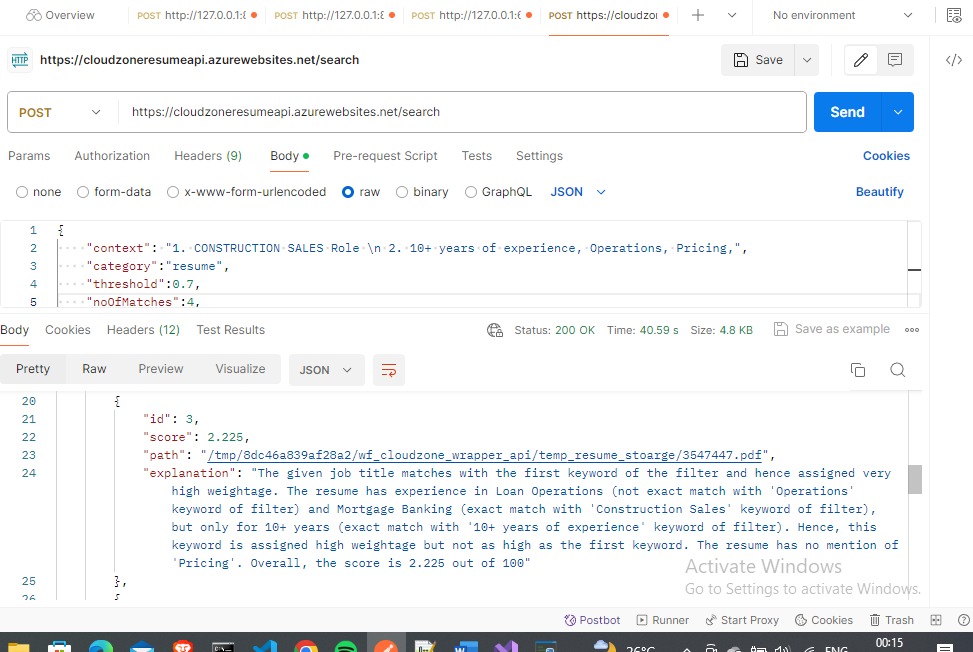 Overview POST http://127.0.0.1:8 POST http://127.0.0.1:8 POST http://127.0.0.1:8 POST https://cloudzor No environment
HTTP https://cloudzoneresumeapi.azurewebsites.net/search Save
POST https://cloudzoneresumeapi.azurewebsites.net/search Send
Params Authorization Headers (9) Body Pre-request Script Tests Settings Cookies
none form-data x-www-form-urlencoded raw binary GraphQL JSON Beautify
1 {
2 "context": "1. CONSTRUCTION SALES Role \n 2. 10+ years of experience, Operations, Pricing,",
3 "category":"resume",
4 "threshold":0.7,
5 "noOfMatches":4,
Body Cookies Headers (12) Test Results Status: 200 OK Time: 40.59 s Size: 4.8 KB Save as example
Pretty Raw Preview Visualize JSON
20 {
21 "id": 3,
22 "score": 2.225,
23 "path": "/tmp/8dc46a839af28a2/wf_cloudzone_wrapper_api/temp_resume_stoarge/3547447.pdf",
24 "explanation": "The given job title matches with the first keyword of the filter and hence assigned very
high weightage. The resume has experience in Loan Operations (not exact match with 'Operations'
keyword of filter) and Mortgage Banking (exact match with 'Construction Sales' keyword of filter),
but only for 10+ years (exact match with '10+ years of experience' keyword of filter). Hence, this
keyword is assigned high weightage but not as high as the first keyword. The resume has no mention of
'Pricing'. Overall, the score is 2.225 out of 100"
25 },
26 {
Activate Windows
Go to Settings to activate Windows.
Postbot Runner Start Proxy Cookies Trash
26°C ENG 00:15